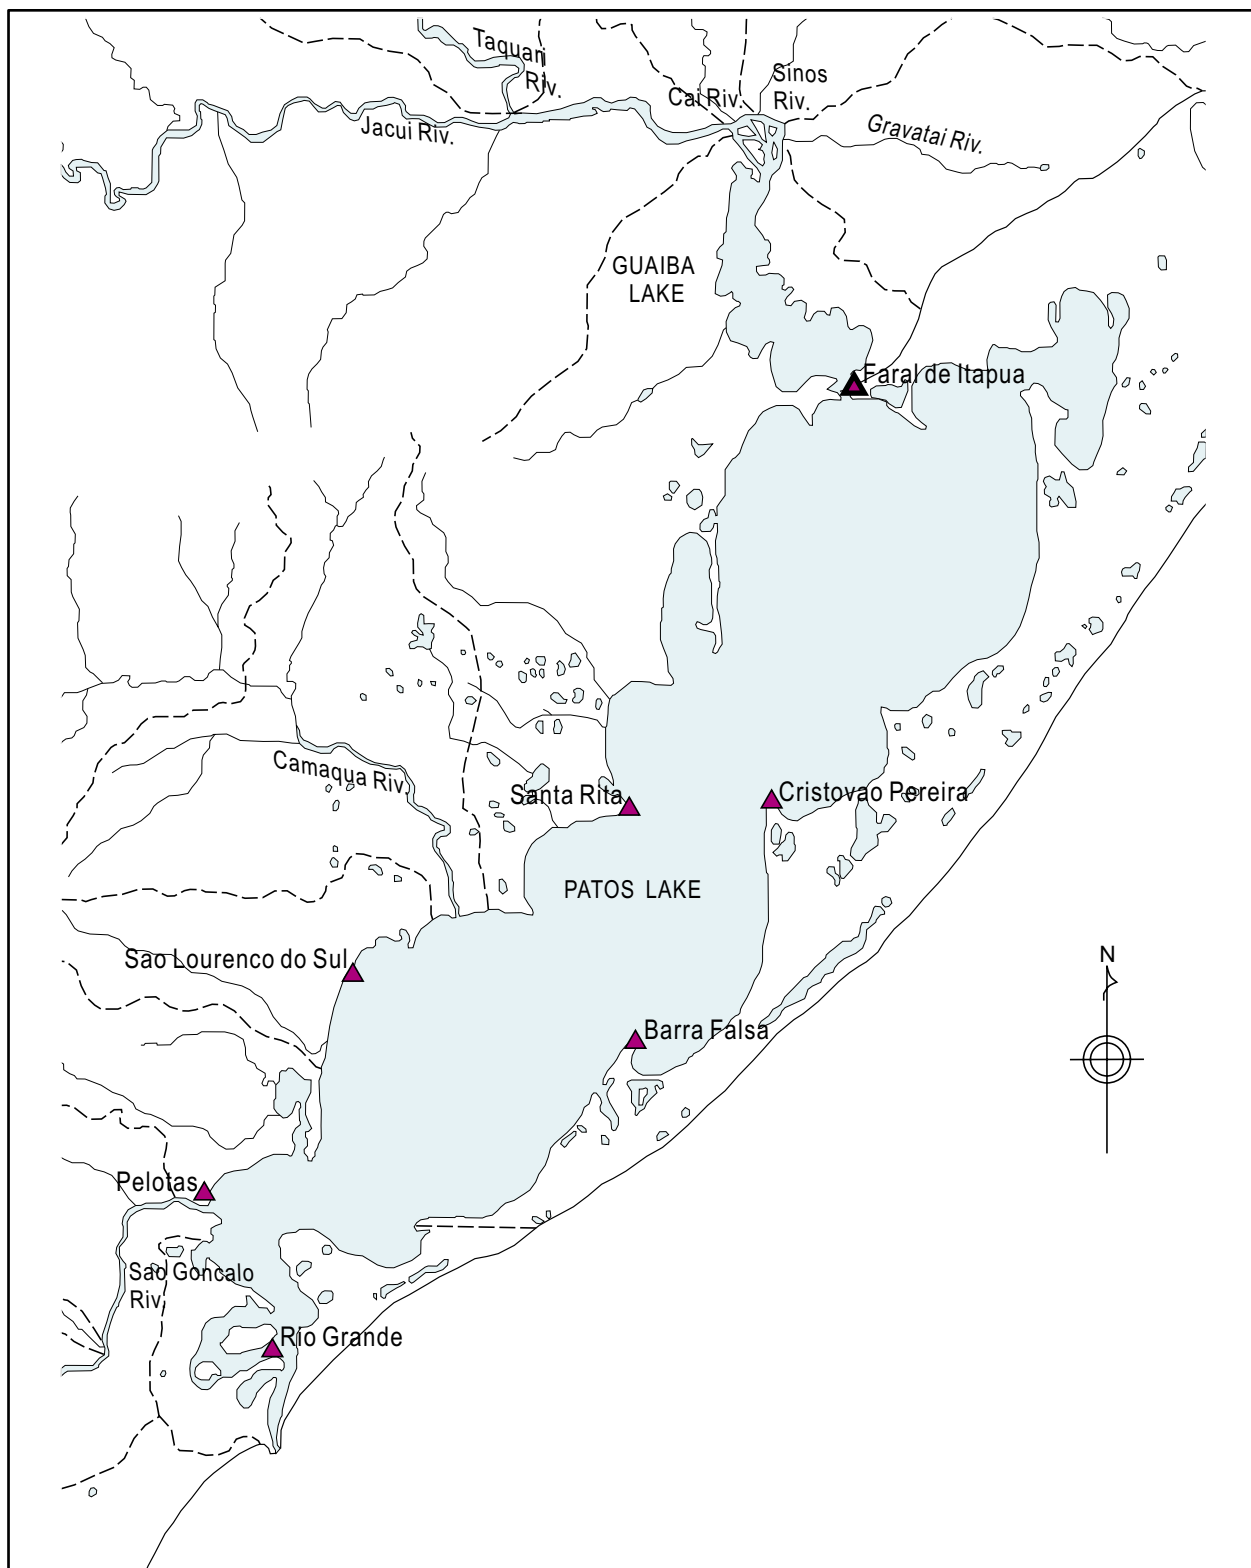 Taquari
Riv.
Sinos
Riv.
Cai Riv.
Jacui Riv.
Gravatai Riv.
GUAIBA
LAKE
Faral de Itapua
Camaqua Riv.
Santa Rita
Cristovao Pereira
PATOS LAKE
Sao Lourenco do Sul
N
Barra Falsa
Pelotas
Sao Goncalo
Riv.
Rio Grande